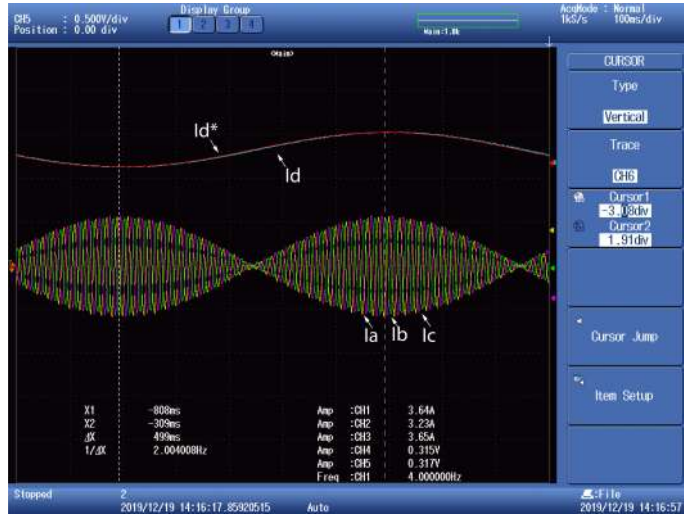 CH5 : 0.500V/div
Position : 0.00 div
Display Group
1 2 3 4
Main:1.0k
AcqMode : Normal
1kS/s 100ms/div
<Main>
CURSOR
Type
Vertical
Trace
CH6
Cursor1
-3.08div
Cursor2
1.91div
Cursor Jump
Item Setup
Id*
Id
Ia Ib Ic
X1 -808ms
X2 -309ms
ΔX 499ms
1/ΔX 2.004008Hz
Amp :CH1 3.64A
Amp :CH2 3.23A
Amp :CH3 3.65A
Amp :CH4 0.315V
Amp :CH5 0.317V
Freq :CH1 4.000000Hz
Stopped 2
2019/12/19 14:16:17.85920515 Auto
:File
2019/12/19 14:16:57